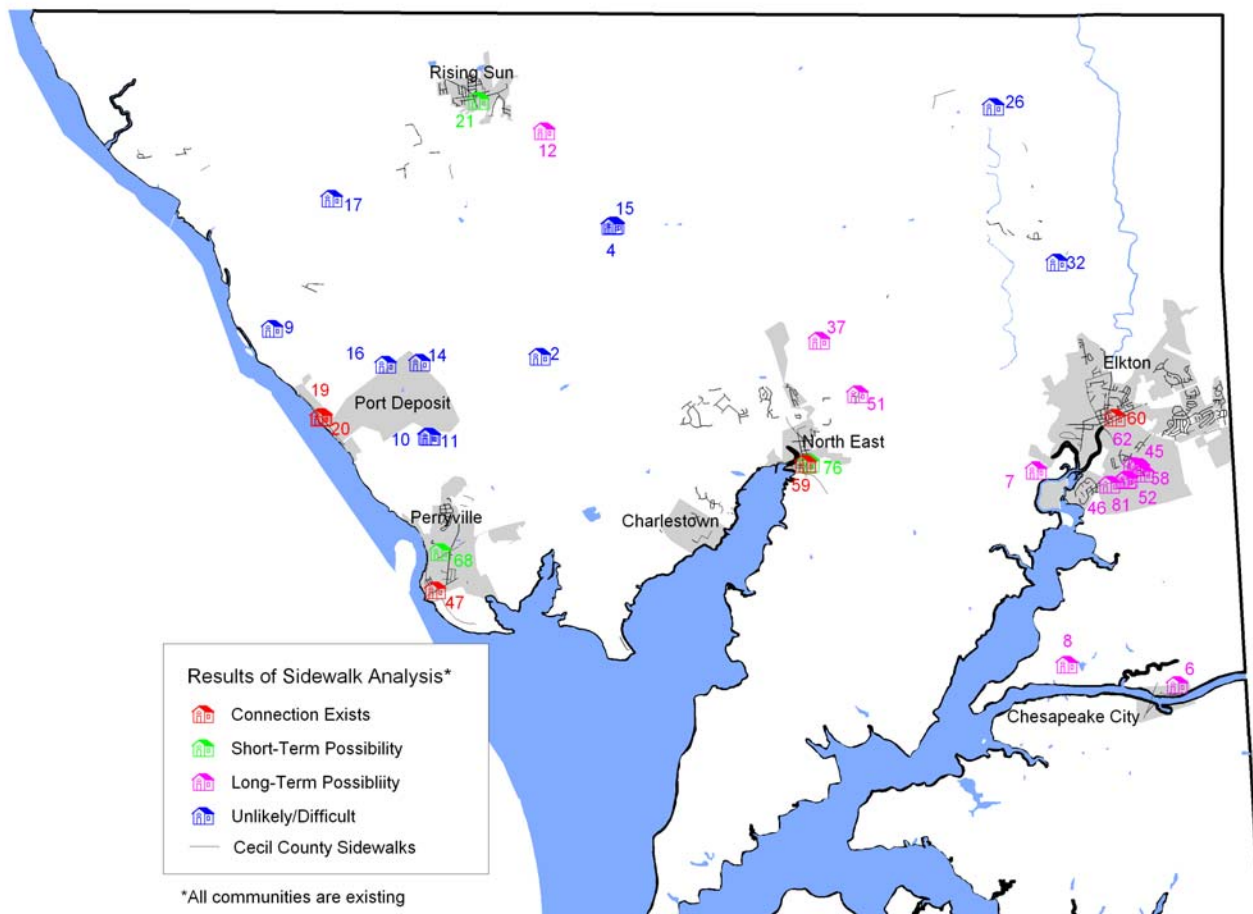 Rising Sun
21
12
26
17
15
4
32
9
37
16
14
2
Elkton
19
Port Deposit
51
20
60
10
11
North East
62
45
59
76
7
58
46
81
52
Perryville
Charlestown
68
47
8
6
Chesapeake City
Results of Sidewalk Analysis*
Connection Exists
Short-Term Possibility
Long-Term Possibliity
Unlikely/Difficult
Cecil County Sidewalks
*All communities are existing